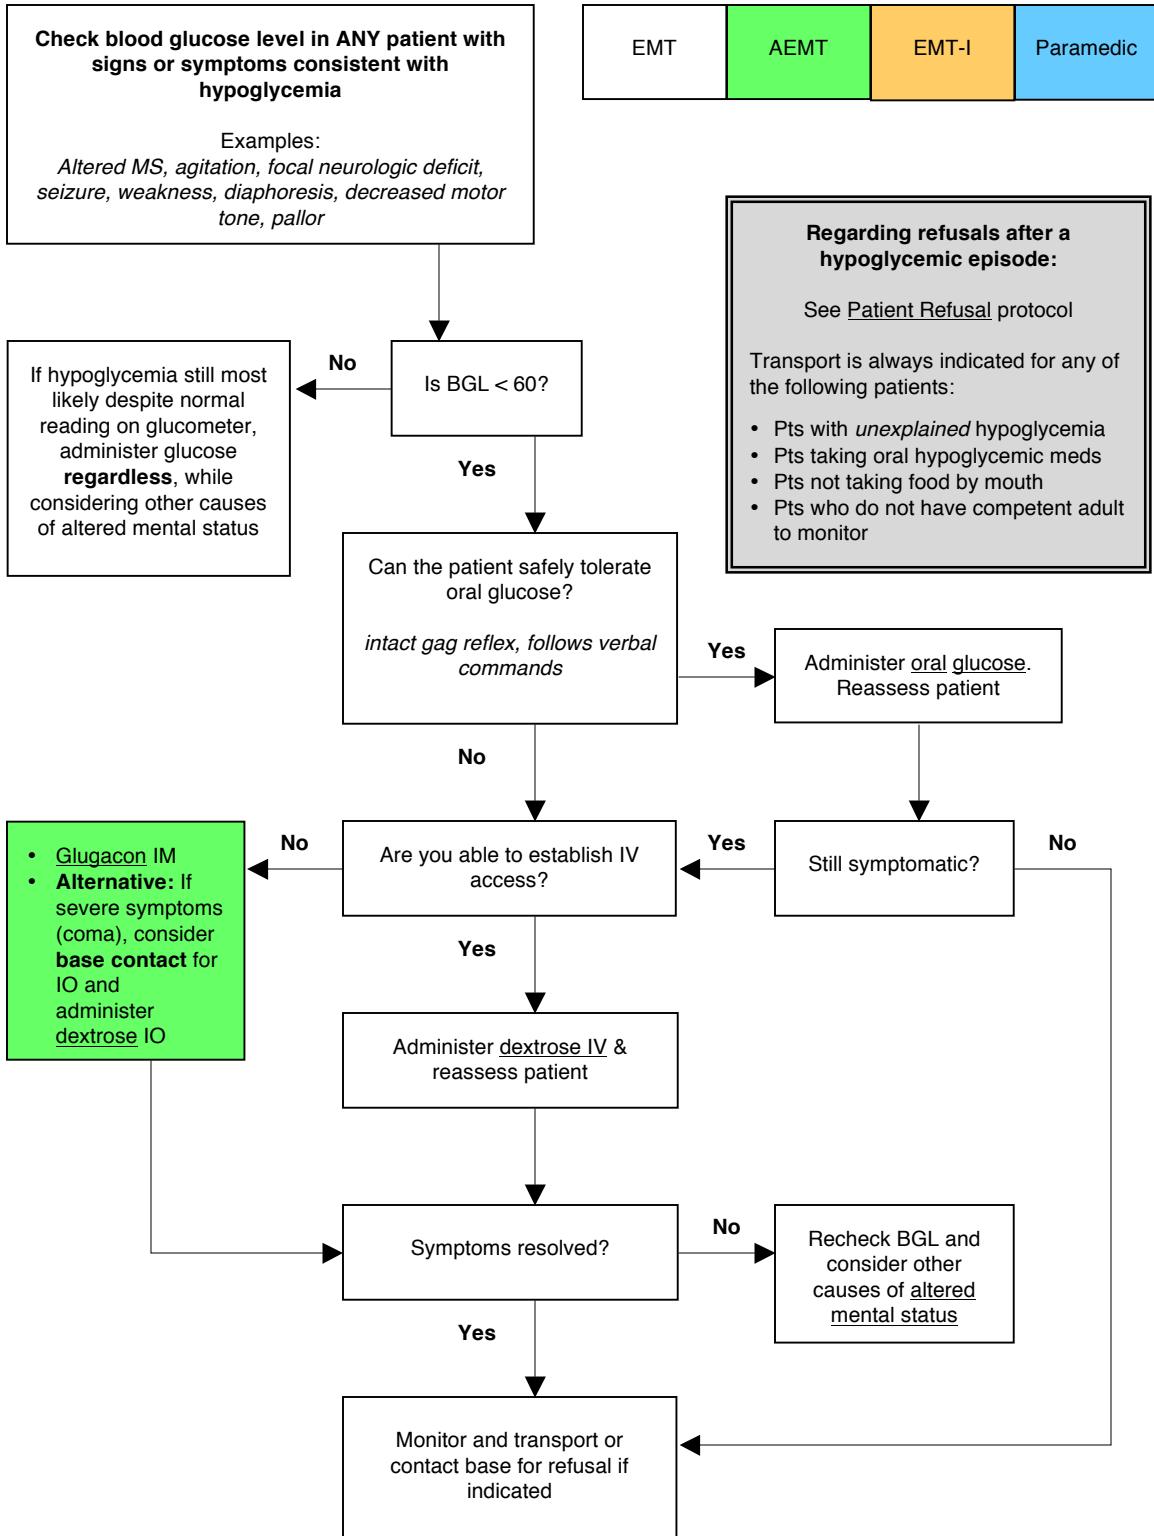 Check blood glucose level in ANY patient with
signs or symptoms consistent with
hypoglycemia
Examples:
Altered MS, agitation, focal neurologic deficit,
seizure, weakness, diaphoresis, decreased motor
tone, pallor
EMT
AEMT
EMT-I
Paramedic
Regarding refusals after a
hypoglycemic episode:
See Patient Refusal protocol
Transport is always indicated for any of
the following patients:
• Pts with unexplained hypoglycemia
• Pts taking oral hypoglycemic meds
• Pts not taking food by mouth
• Pts who do not have competent adult
to monitor
No
Is BGL < 60?
If hypoglycemia still most
likely despite normal
reading on glucometer,
administer glucose
regardless, while
considering other causes
of altered mental status
Yes
Can the patient safely tolerate
oral glucose?
intact gag reflex, follows verbal
commands
Yes
Administer oral glucose.
Reassess patient
No
Are you able to establish IV
access?
No
Yes
Still symptomatic?
No
• Glugacon IM
• Alternative: If
severe symptoms
(coma), consider
base contact for
IO and
administer
dextrose IO
Yes
Administer dextrose IV &
reassess patient
Symptoms resolved?
No
Recheck BGL and
consider other
causes of altered
mental status
Yes
Monitor and transport or
contact base for refusal if
indicated